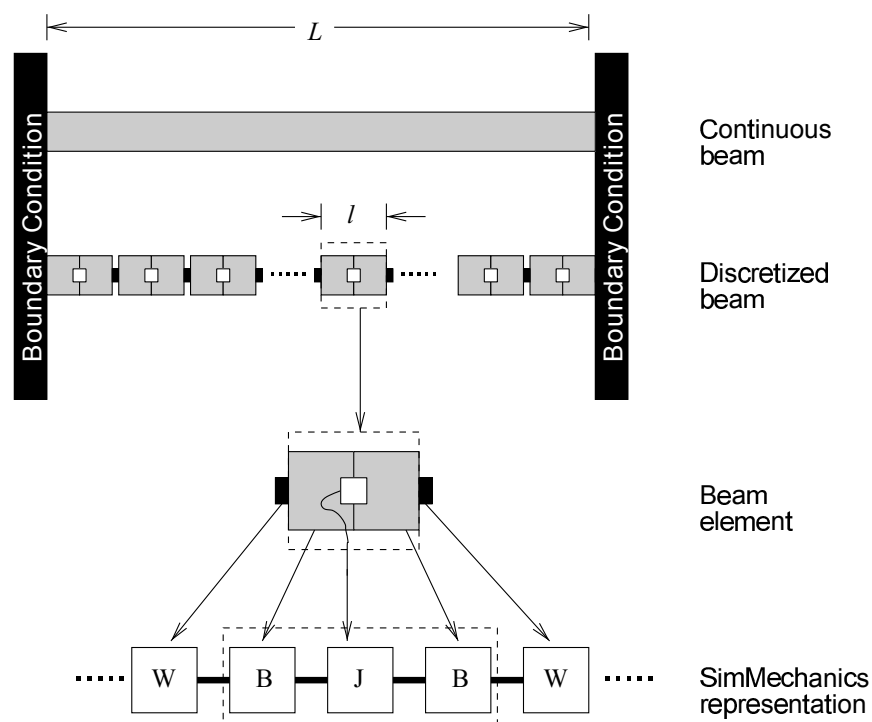 L
Boundary Condition
Boundary Condition
Continuous
beam
l
Discretized
beam
Beam
element
W B J B W
SimMechanics
representation